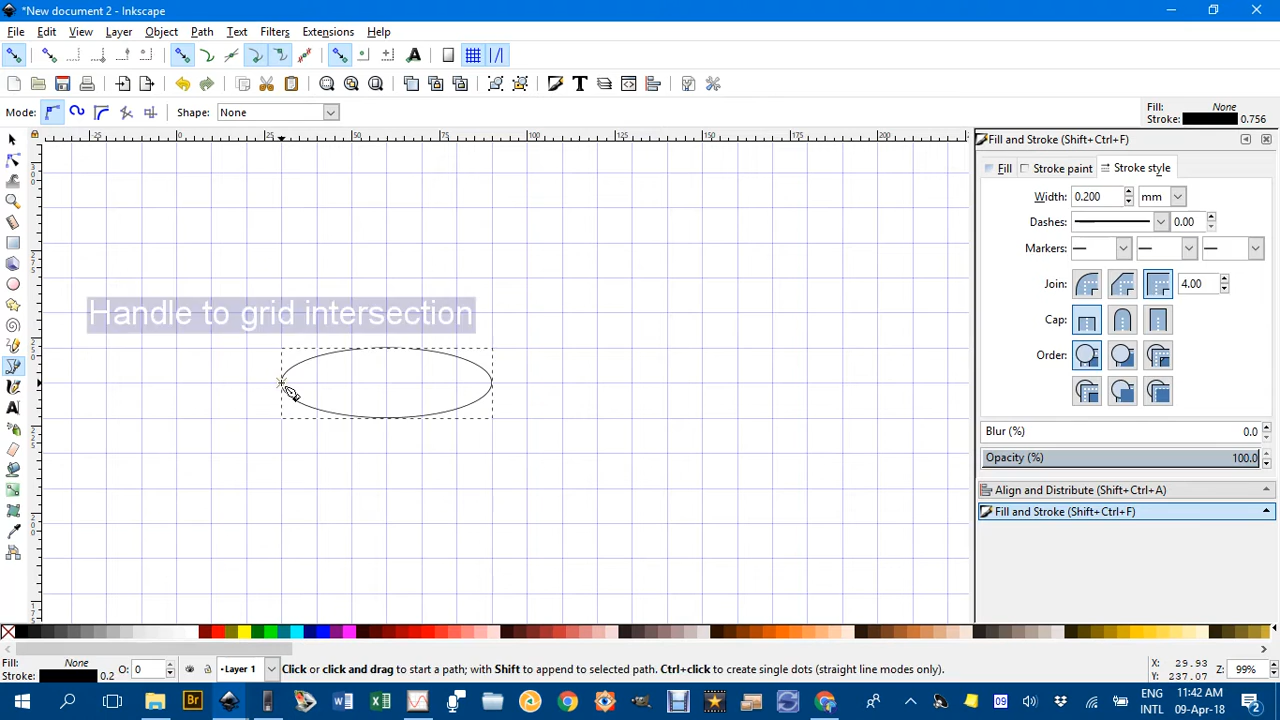 *New document 2 - Inkscape
File Edit View Layer Object Path Text Filters Extensions Help
Mode: Shape: None
Fill: None
Stroke: 0.756
Fill and Stroke (Shift+Ctrl+F)
Fill Stroke paint Stroke style
Width: 0.200 mm
Dashes: 0.00
Markers:
Join: 4.00
Cap:
Order:
Blur (%) 0.0
Opacity (%) 100.0
Align and Distribute (Shift+Ctrl+A)
Fill and Stroke (Shift+Ctrl+F)
Handle to grid intersection
Fill: None
Stroke: 0.2
O: 0
Layer 1
Click or click and drag to start a path; with Shift to append to selected path. Ctrl+click to create single dots (straight line modes only).
X: 29.93
Y: 237.07
Z: 99%
Br
09
ENG
INTL
11:42 AM
09-Apr-18
2